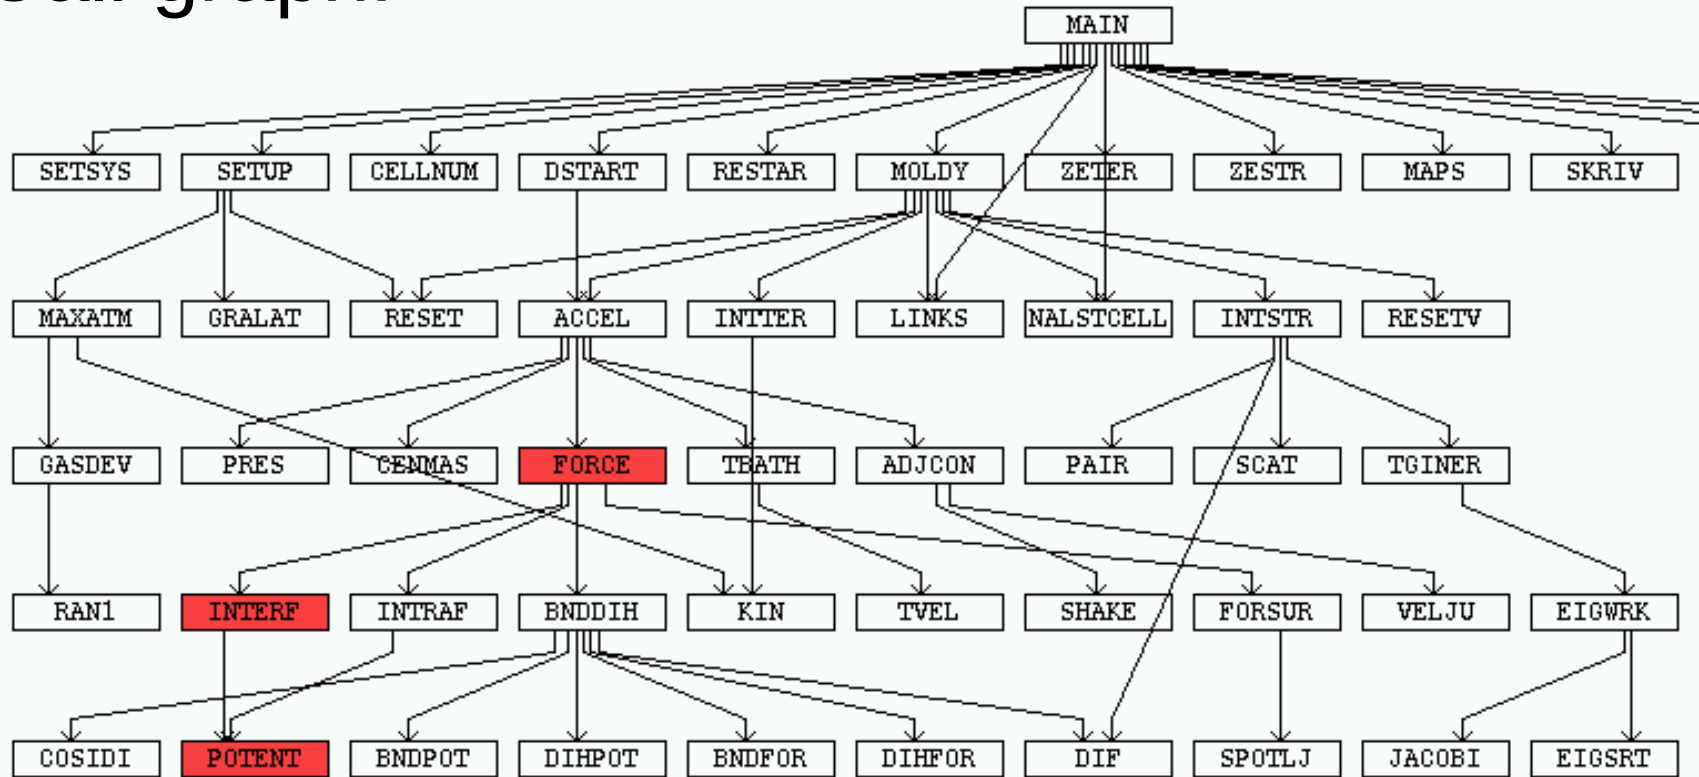 Call graph:
MAIN
SETSYS SETUP CELLNUM DSTART RESTAR MOLDY ZETER ZESTR MAPS SKRIV
MAXATM GRALAT RESET ACCEL INTTER LINKS NALSTCELL INTSTR RESETV
GASDEV PRES CENMAS FORCE TBATH ADJCON PAIR SCAT TGINER
RAN1 INTERF INTRAF BNDDIH KIN TVEL SHAKE FORSUR VELJU EIGWRK
COSIDI POTENT BNDPOT DIHPOT BNDFOR DIHFOR DIF SPOTLJ JACOBI EIGSRT